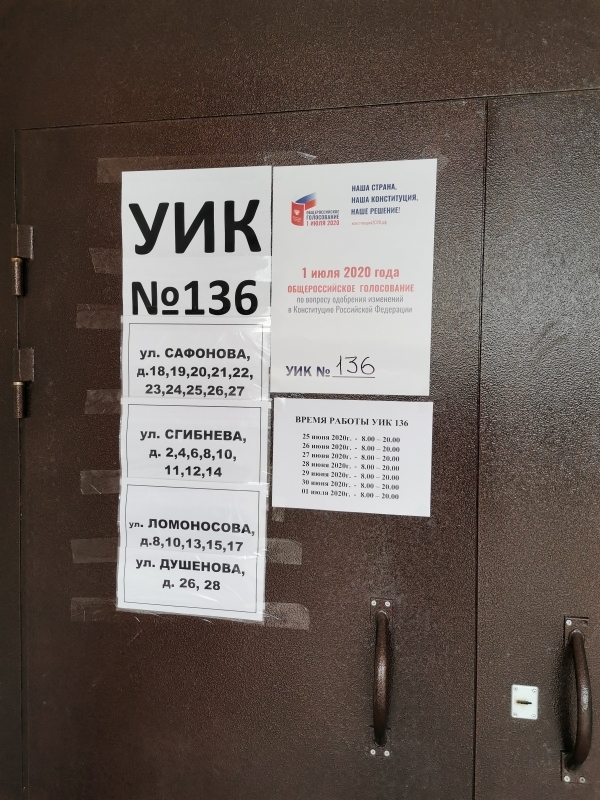 УИК
№136
ул. САФОНОВА,
д.18,19,20,21,22,
23,24,25,26,27
ул. СГИБНЕВА,
д. 2,4,6,8,10,
11,12,14
ул. ЛОМОНОСОВА,
д.8,10,13,15,17
ул. ДУШЕНОВА,
д. 26, 28
ОБЩЕРОССИЙСКОЕ
ГОЛОСОВАНИЕ
1 ИЮЛЯ 2020
НАША СТРАНА,
НАША КОНСТИТУЦИЯ,
НАШЕ РЕШЕНИЕ!
1 июля 2020 года
ОБЩЕРОССИЙСКОЕ ГОЛОСОВАНИЕ
по вопросу одобрения изменений
в Конституцию Российской Федерации
УИК № 136
ВРЕМЯ РАБОТЫ УИК 136
25 июня 2020г. - 8.00 – 20.00
26 июня 2020г. - 8.00 – 20.00
27 июня 2020г. - 8.00 – 20.00
28 июня 2020г. - 8.00 – 20.00
29 июня 2020г. - 8.00 – 20.00
30 июня 2020г. - 8.00 – 20.00
01 июля 2020г. - 8.00 – 20.00